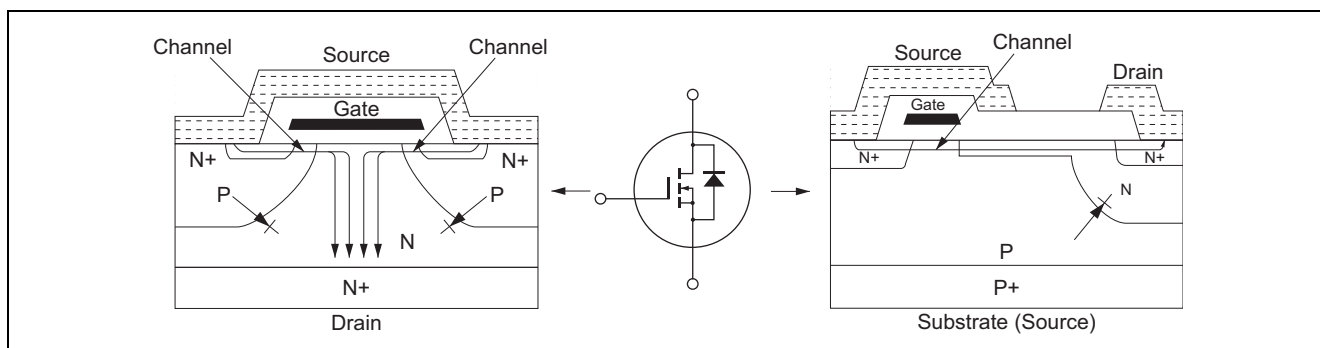 Channel
Source
Channel
Gate
N+
N+
P
P
N
N+
Drain
Source
Channel
Drain
Gate
N+
N+
N
P
P+
Substrate (Source)